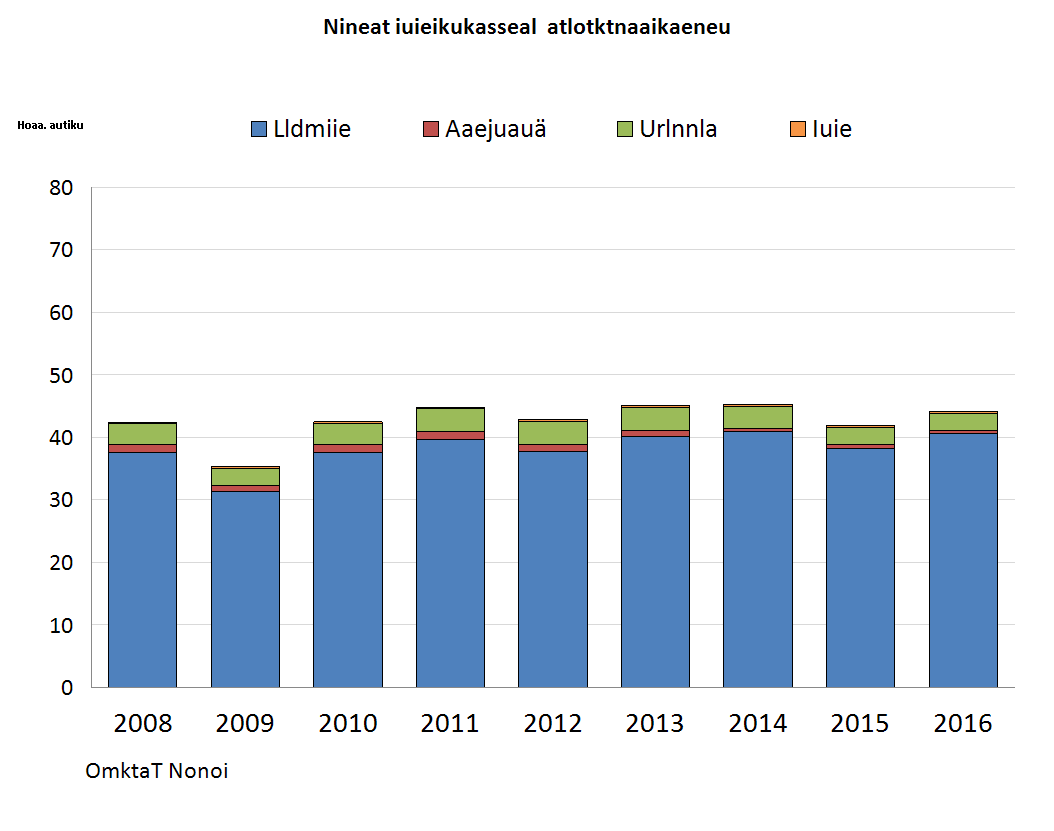 Nineat iuieikukasseal  atlotktnaaikaeneu
Hoaa. autiku
Lldmiie Aaejuauä Urlnnla Iuie
80
70
60
50
40
30
20
10
0
2008 2009 2010 2011 2012 2013 2014 2015 2016
OmktaT Nonoi